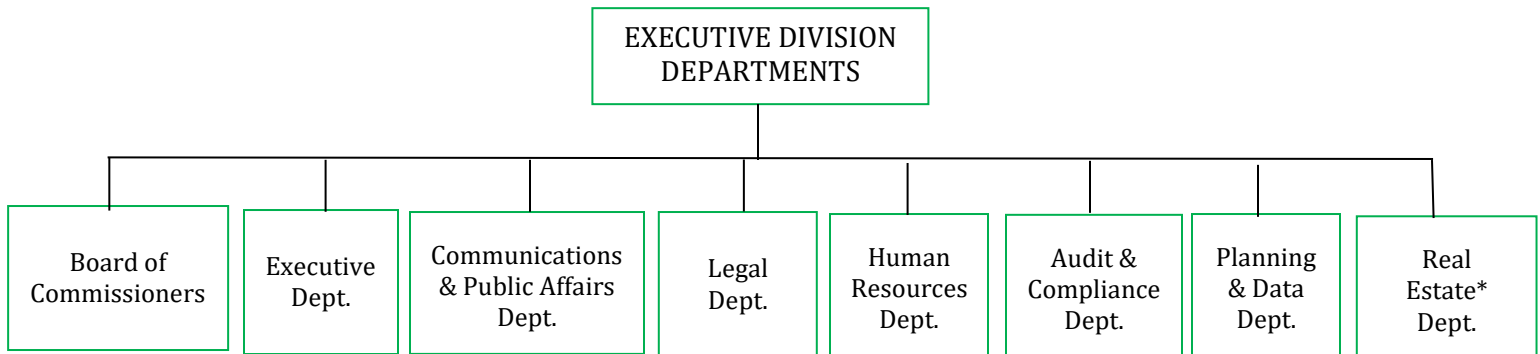 EXECUTIVE DIVISION
DEPARTMENTS
Board of
Commissioners
Executive
Dept.
Communications
& Public Affairs
Dept.
Legal
Dept.
Human
Resources
Dept.
Audit &
Compliance
Dept.
Planning
& Data
Dept.
Real
Estate*
Dept.